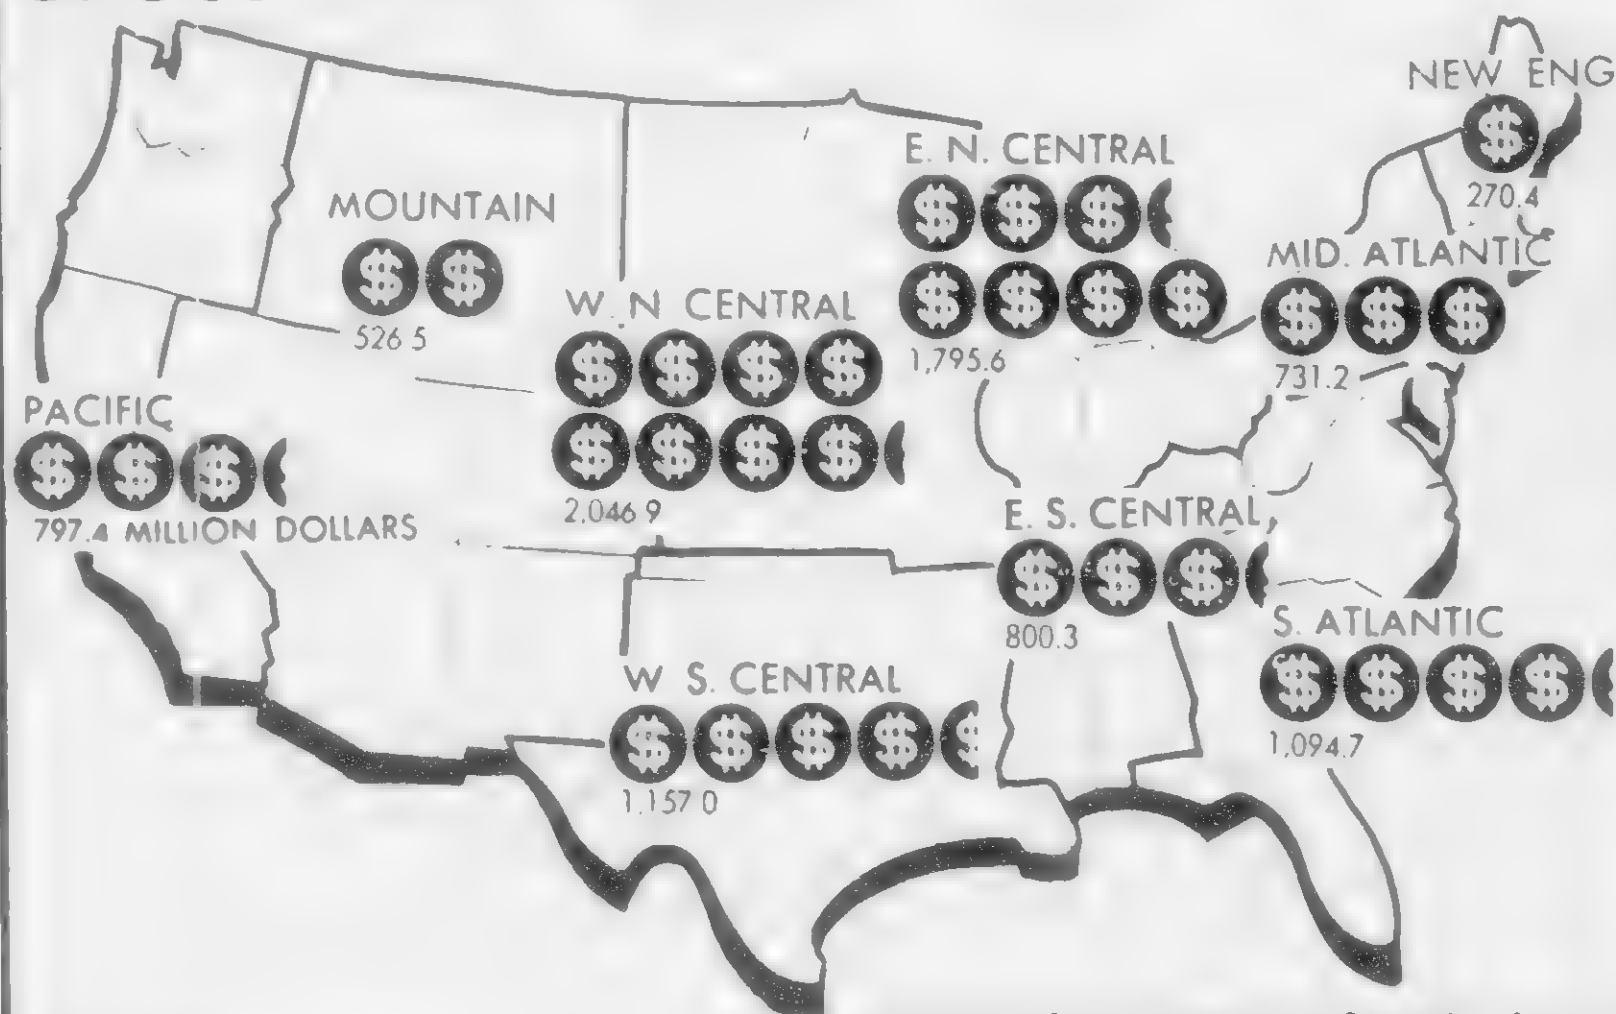 NEW ENG
270.4
E. N. CENTRAL
$ $ $
$ $ $ $
1,795.6
MOUNTAIN
$ $
526 5
MID. ATLANTIC
$ $ $
731.2
W. N CENTRAL
$ $ $ $
$ $ $ $
2,046 9
PACIFIC
$ $ $
797.4 MILLION DOLLARS
E. S. CENTRAL
$ $ $
800.3
S. ATLANTIC
$ $ $ $
1,094.7
W S. CENTRAL
$ $ $ $ $
1,157 0